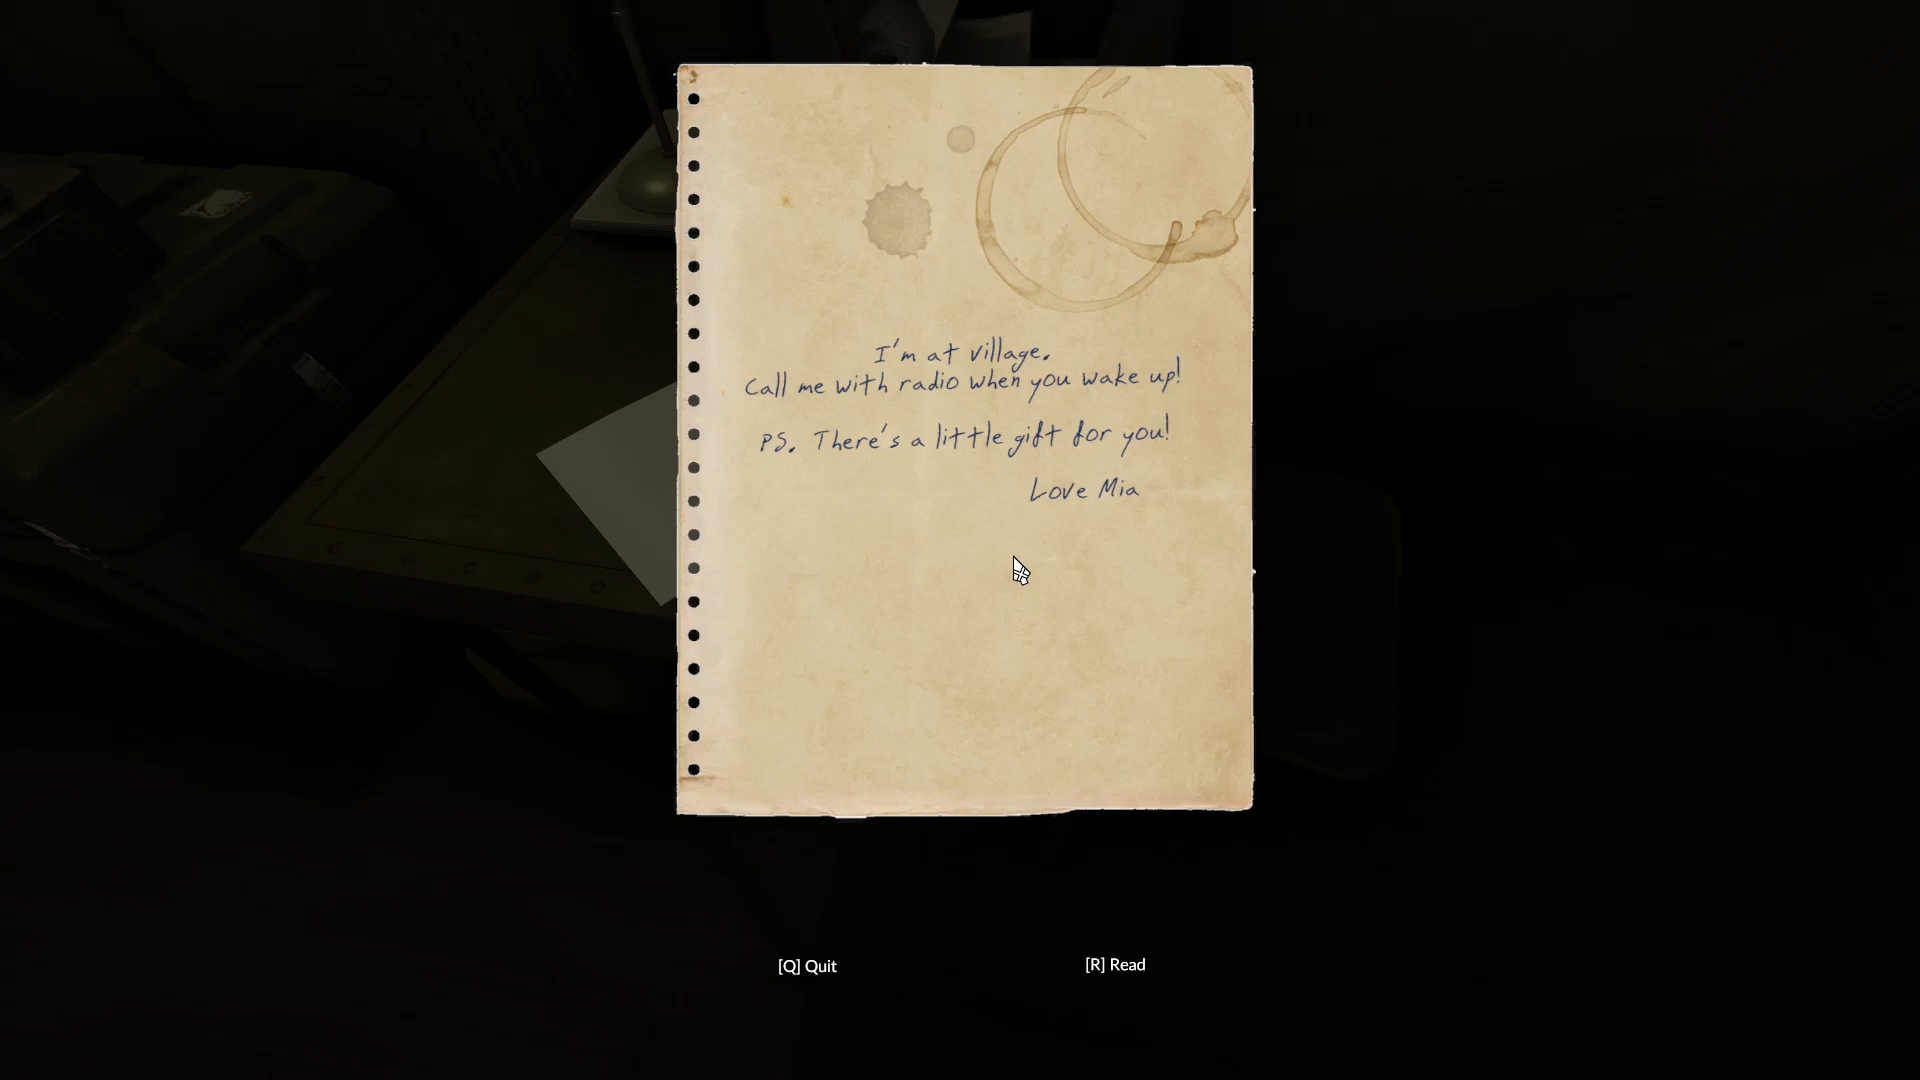 I'm at village.
Call me with radio when you wake up!
PS. There's a little gift for you!
Love Mia
[Q] Quit
[R] Read